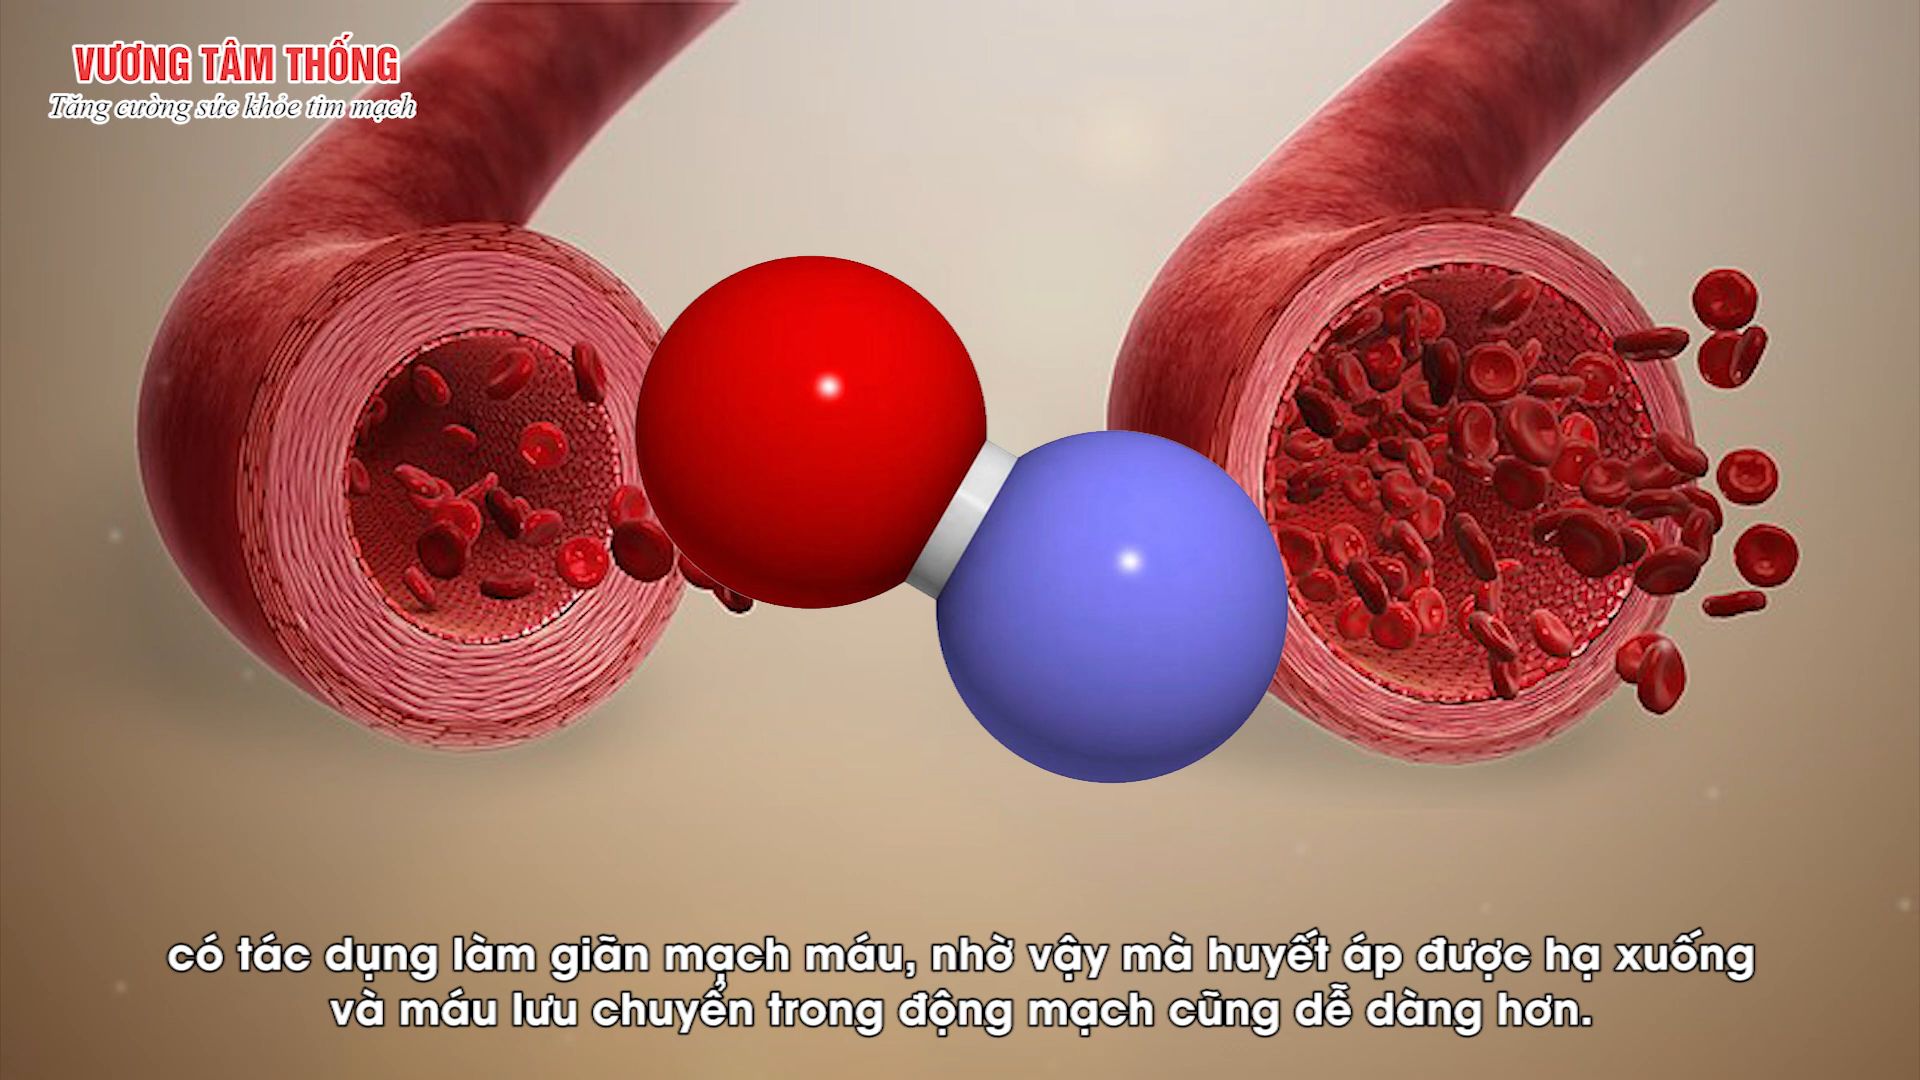 VƯƠNG TÂM THỐNG
Tăng cường sức khỏe tim mạch
có tác dụng làm giãn mạch máu, nhờ vậy mà huyết áp được hạ xuống
và máu lưu chuyển trong động mạch cũng dễ dàng hơn.